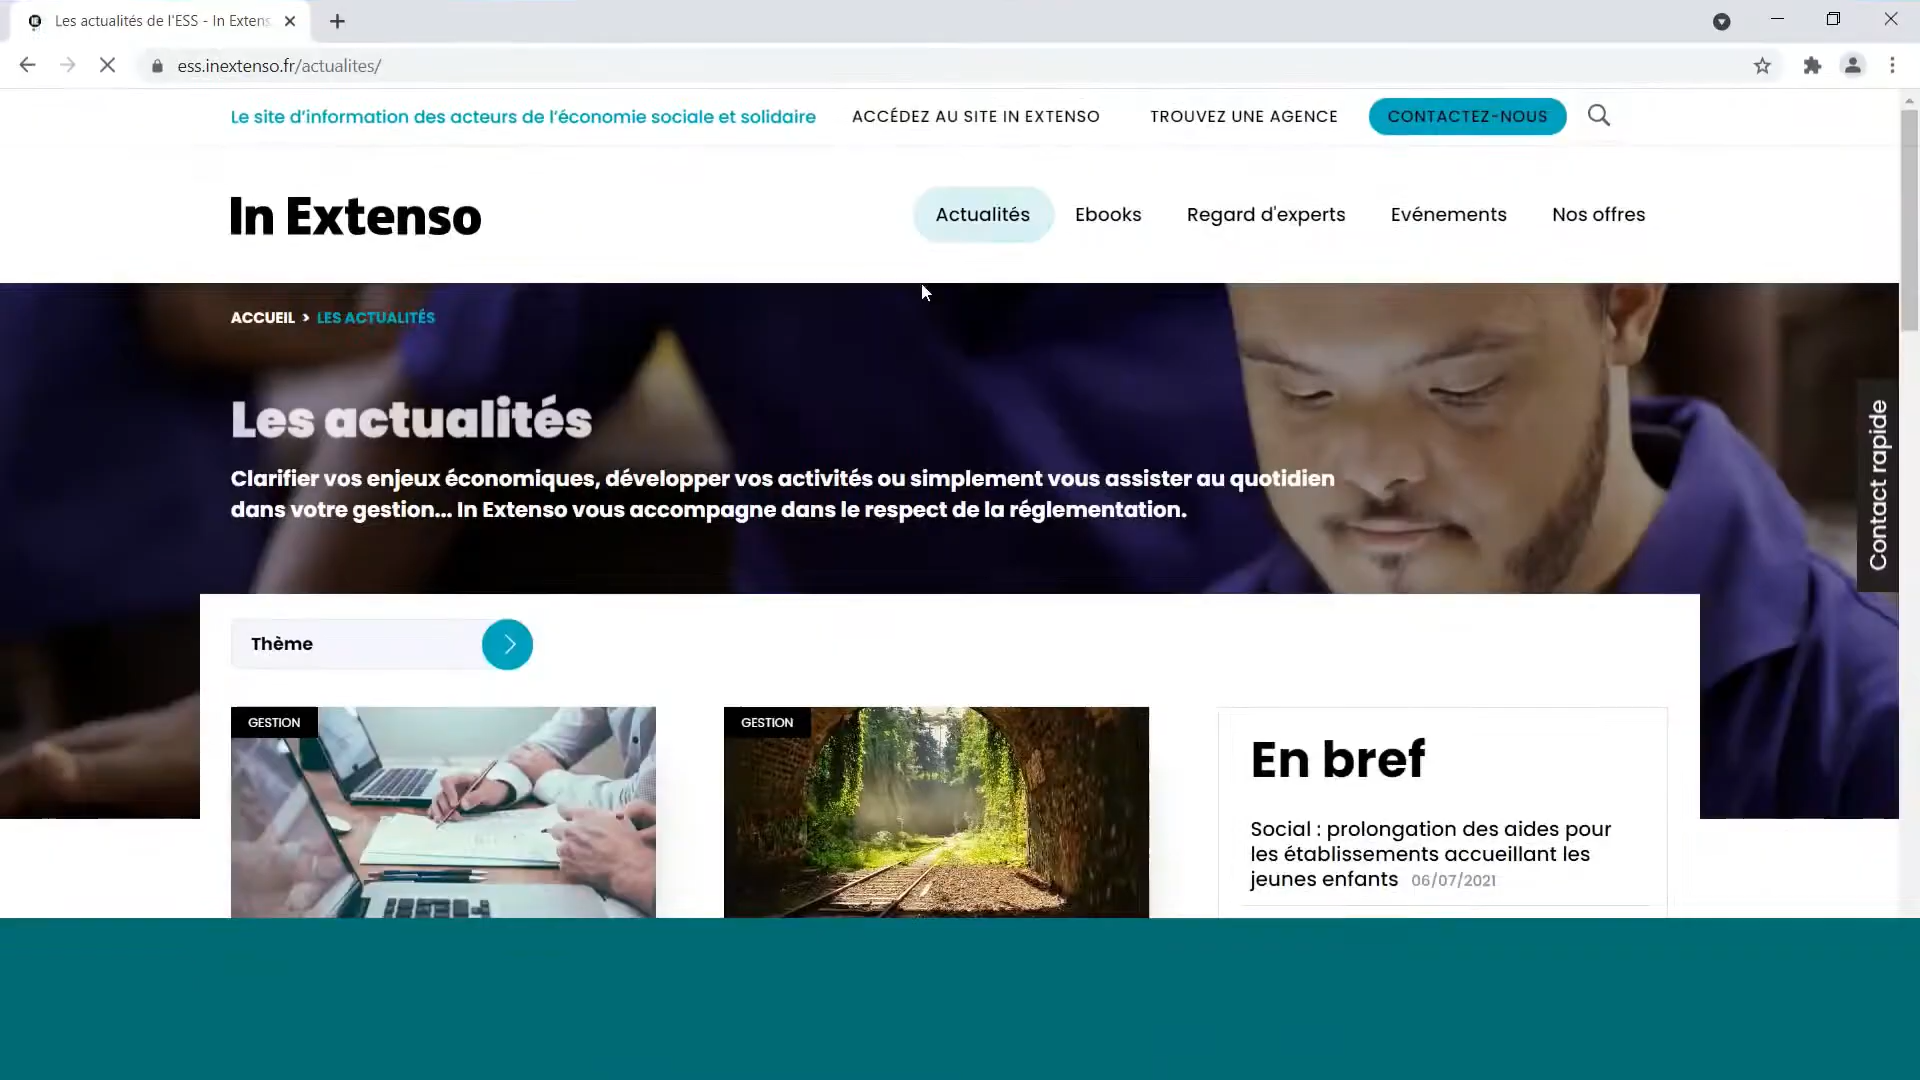 Les actualités de l'ESS - In Extens
ess.inextenso.fr/actualites/
Le site d'information des acteurs de l'économie sociale et solidaire
ACCÉDEZ AU SITE IN EXTENSO
TROUVEZ UNE AGENCE
CONTACTEZ-NOUS
In Extenso
Actualités
Ebooks
Regard d'experts
Evénements
Nos offres
ACCUEIL > LES ACTUALITÉS
Les actualités
Clarifier vos enjeux économiques, développer vos activités ou simplement vous assister au quotidien
dans votre gestion... In Extenso vous accompagne dans le respect de la réglementation.
Contact rapide
Thème
GESTION
GESTION
En bref
Social : prolongation des aides pour
les établissements accueillant les
jeunes enfants 06/07/2021